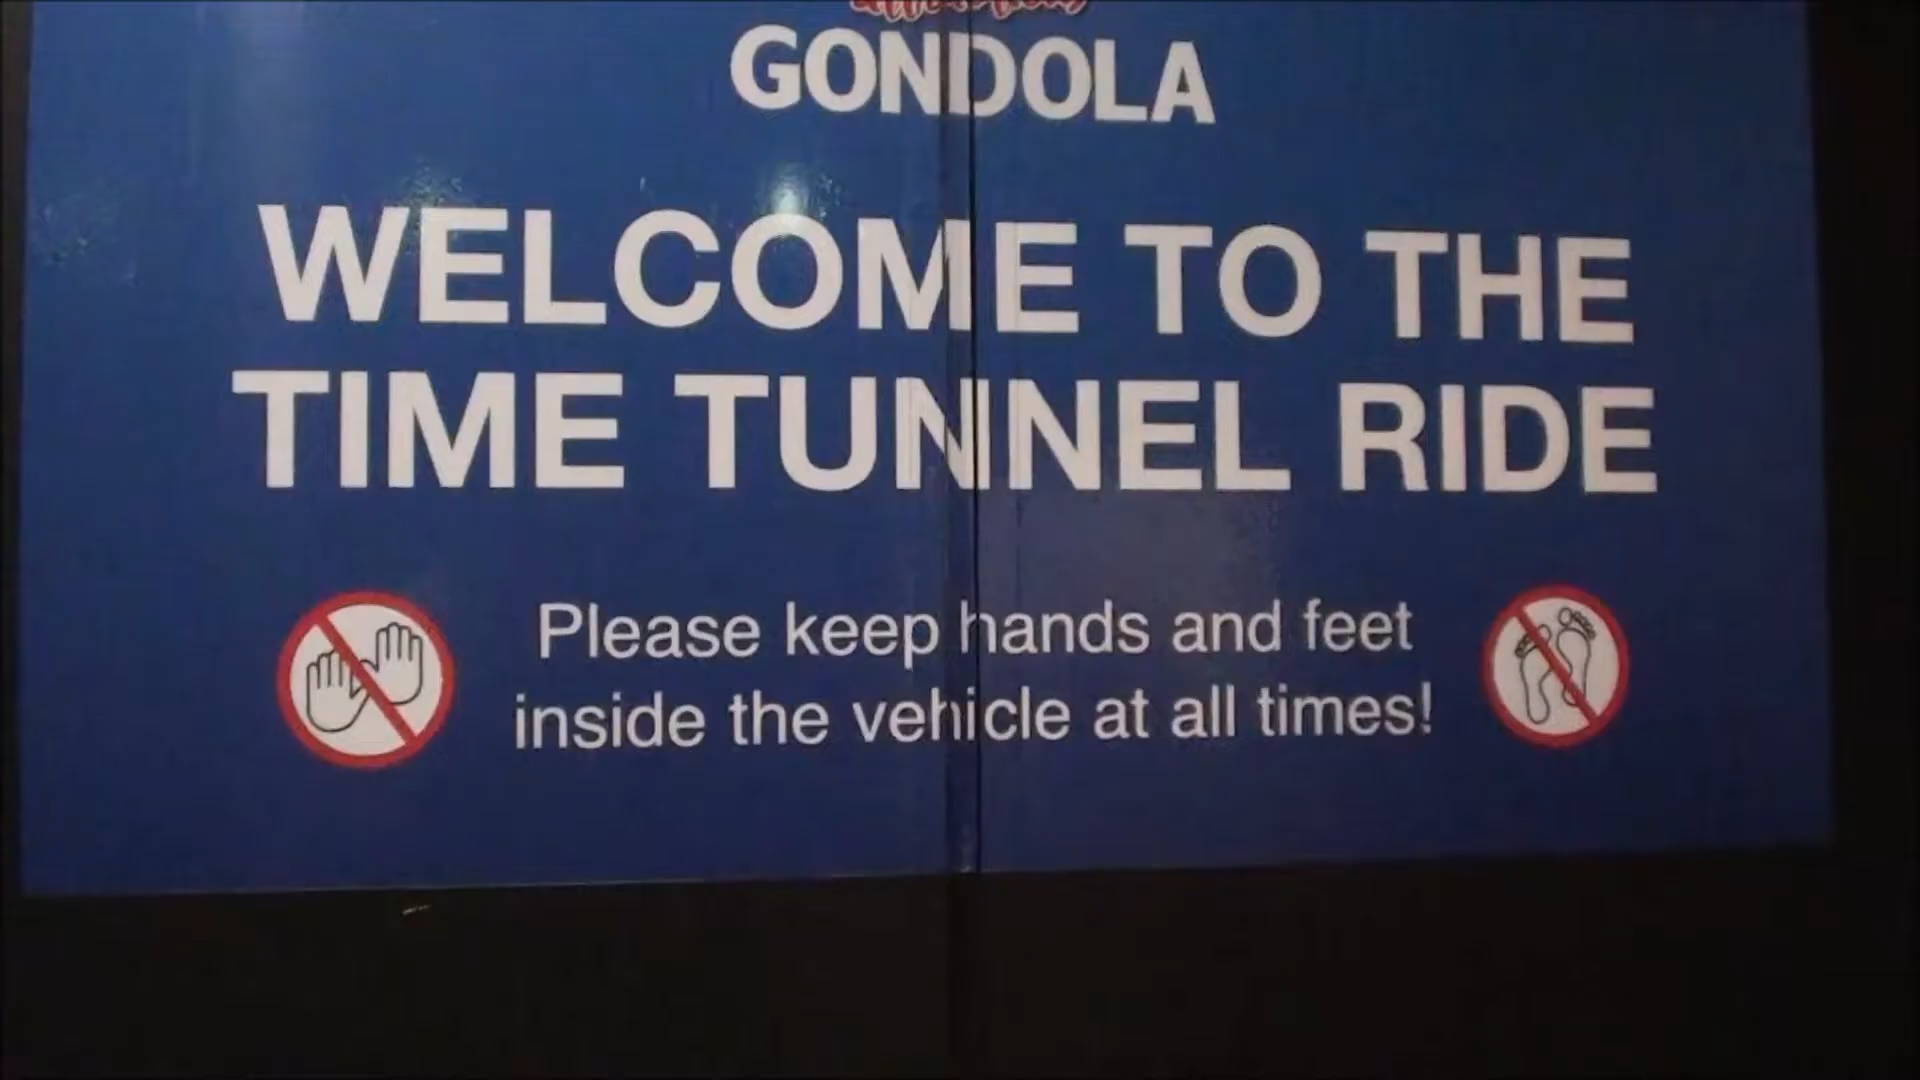 GONDOLA
WELCOME TO THE
TIME TUNNEL RIDE
Please keep hands and feet
inside the vehicle at all times!